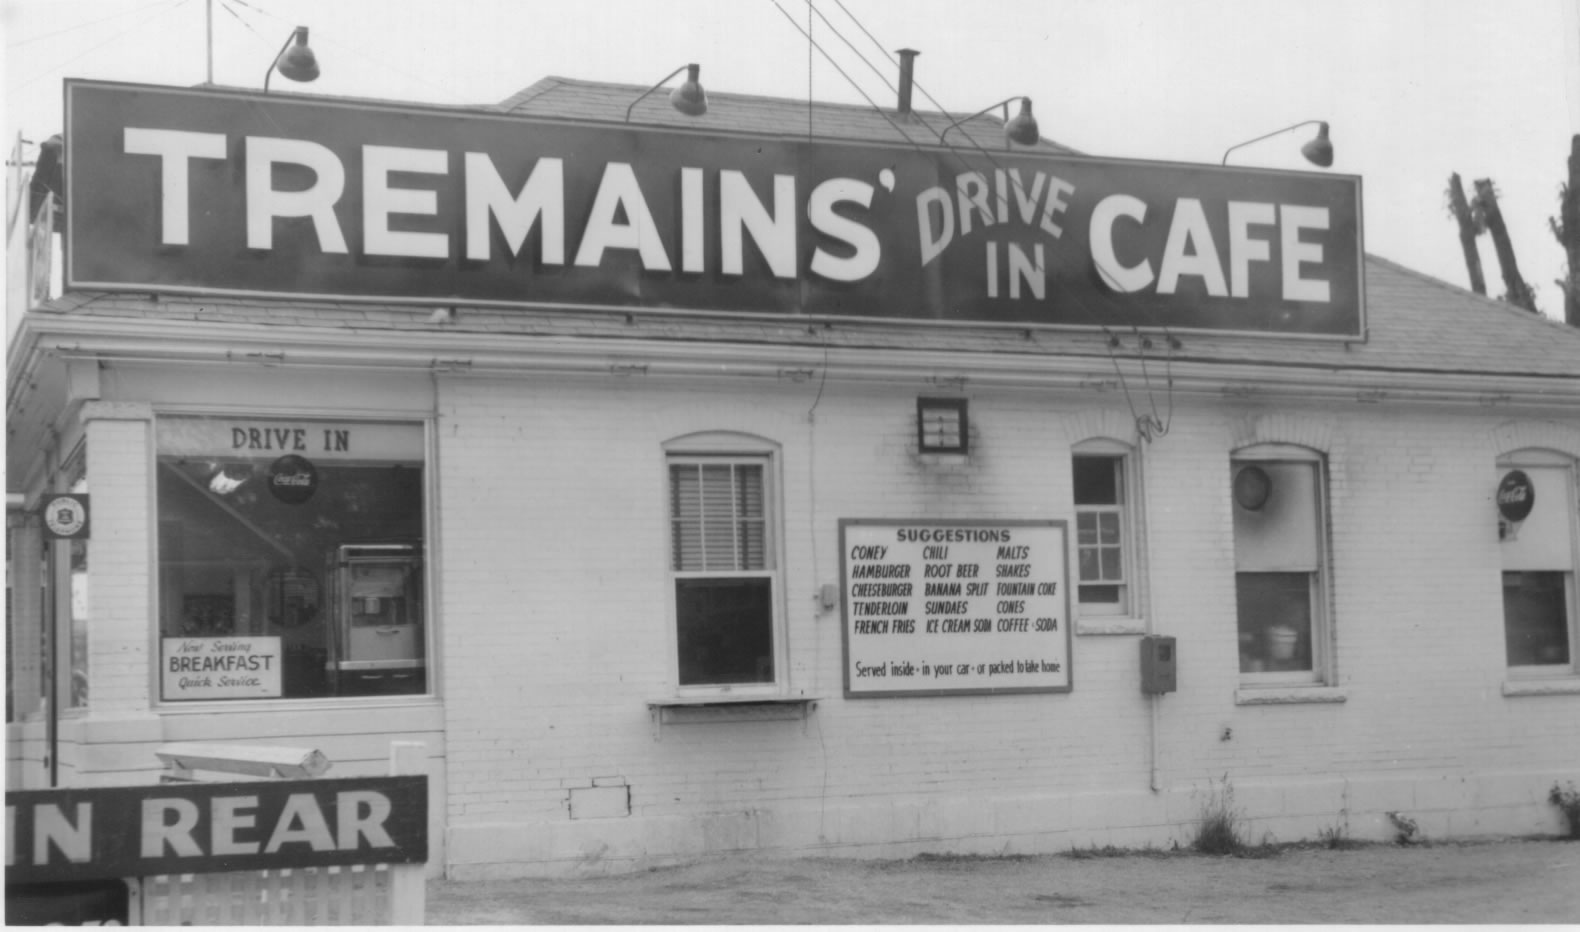 TREMAINS' DRIVE IN CAFE
DRIVE IN
Coca-Cola
Now Serving
BREAKFAST
Quick Service
IN REAR
SUGGESTIONS
CONEY CHILI MALTS
HAMBURGER ROOT BEER SHAKES
CHEESEBURGER BANANA SPLIT FOUNTAIN COKE
TENDERLOIN SUNDAES CONES
FRENCH FRIES ICE CREAM SODA COFFEE - SODA
Served inside - in your car - or packed to take home
Coca-Cola